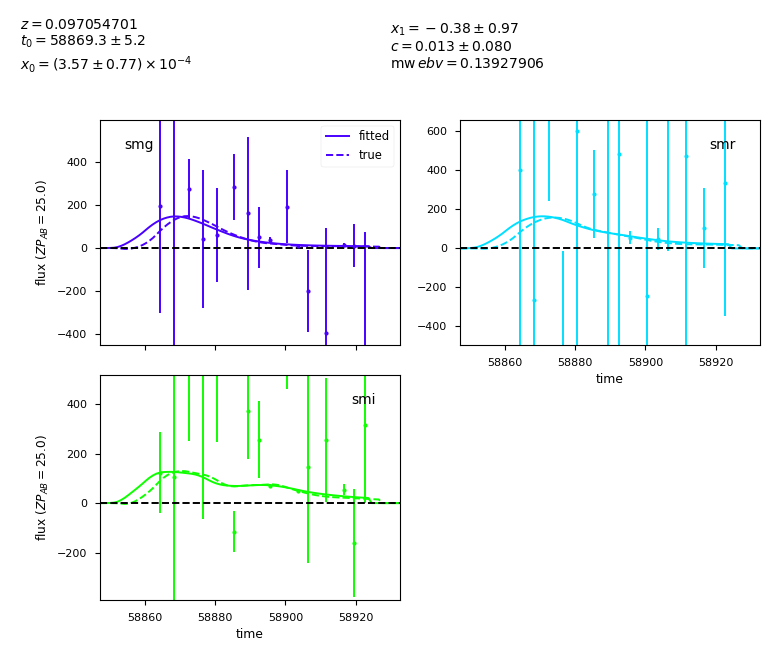 z = 0.097054701
t₀ = 58869.3 ± 5.2
x₀ = (3.57 ± 0.77) × 10⁻⁴
x₁ = −0.38 ± 0.97
c = 0.013 ± 0.080
mw ebv = 0.13927906
smg
fitted
true
400
200
0
−200
−400
flux (ZP_AB = 25.0)
smr
600
400
200
0
−200
−400
58860 58880 58900 58920
time
smi
400
200
0
−200
flux (ZP_AB = 25.0)
58860 58880 58900 58920
time